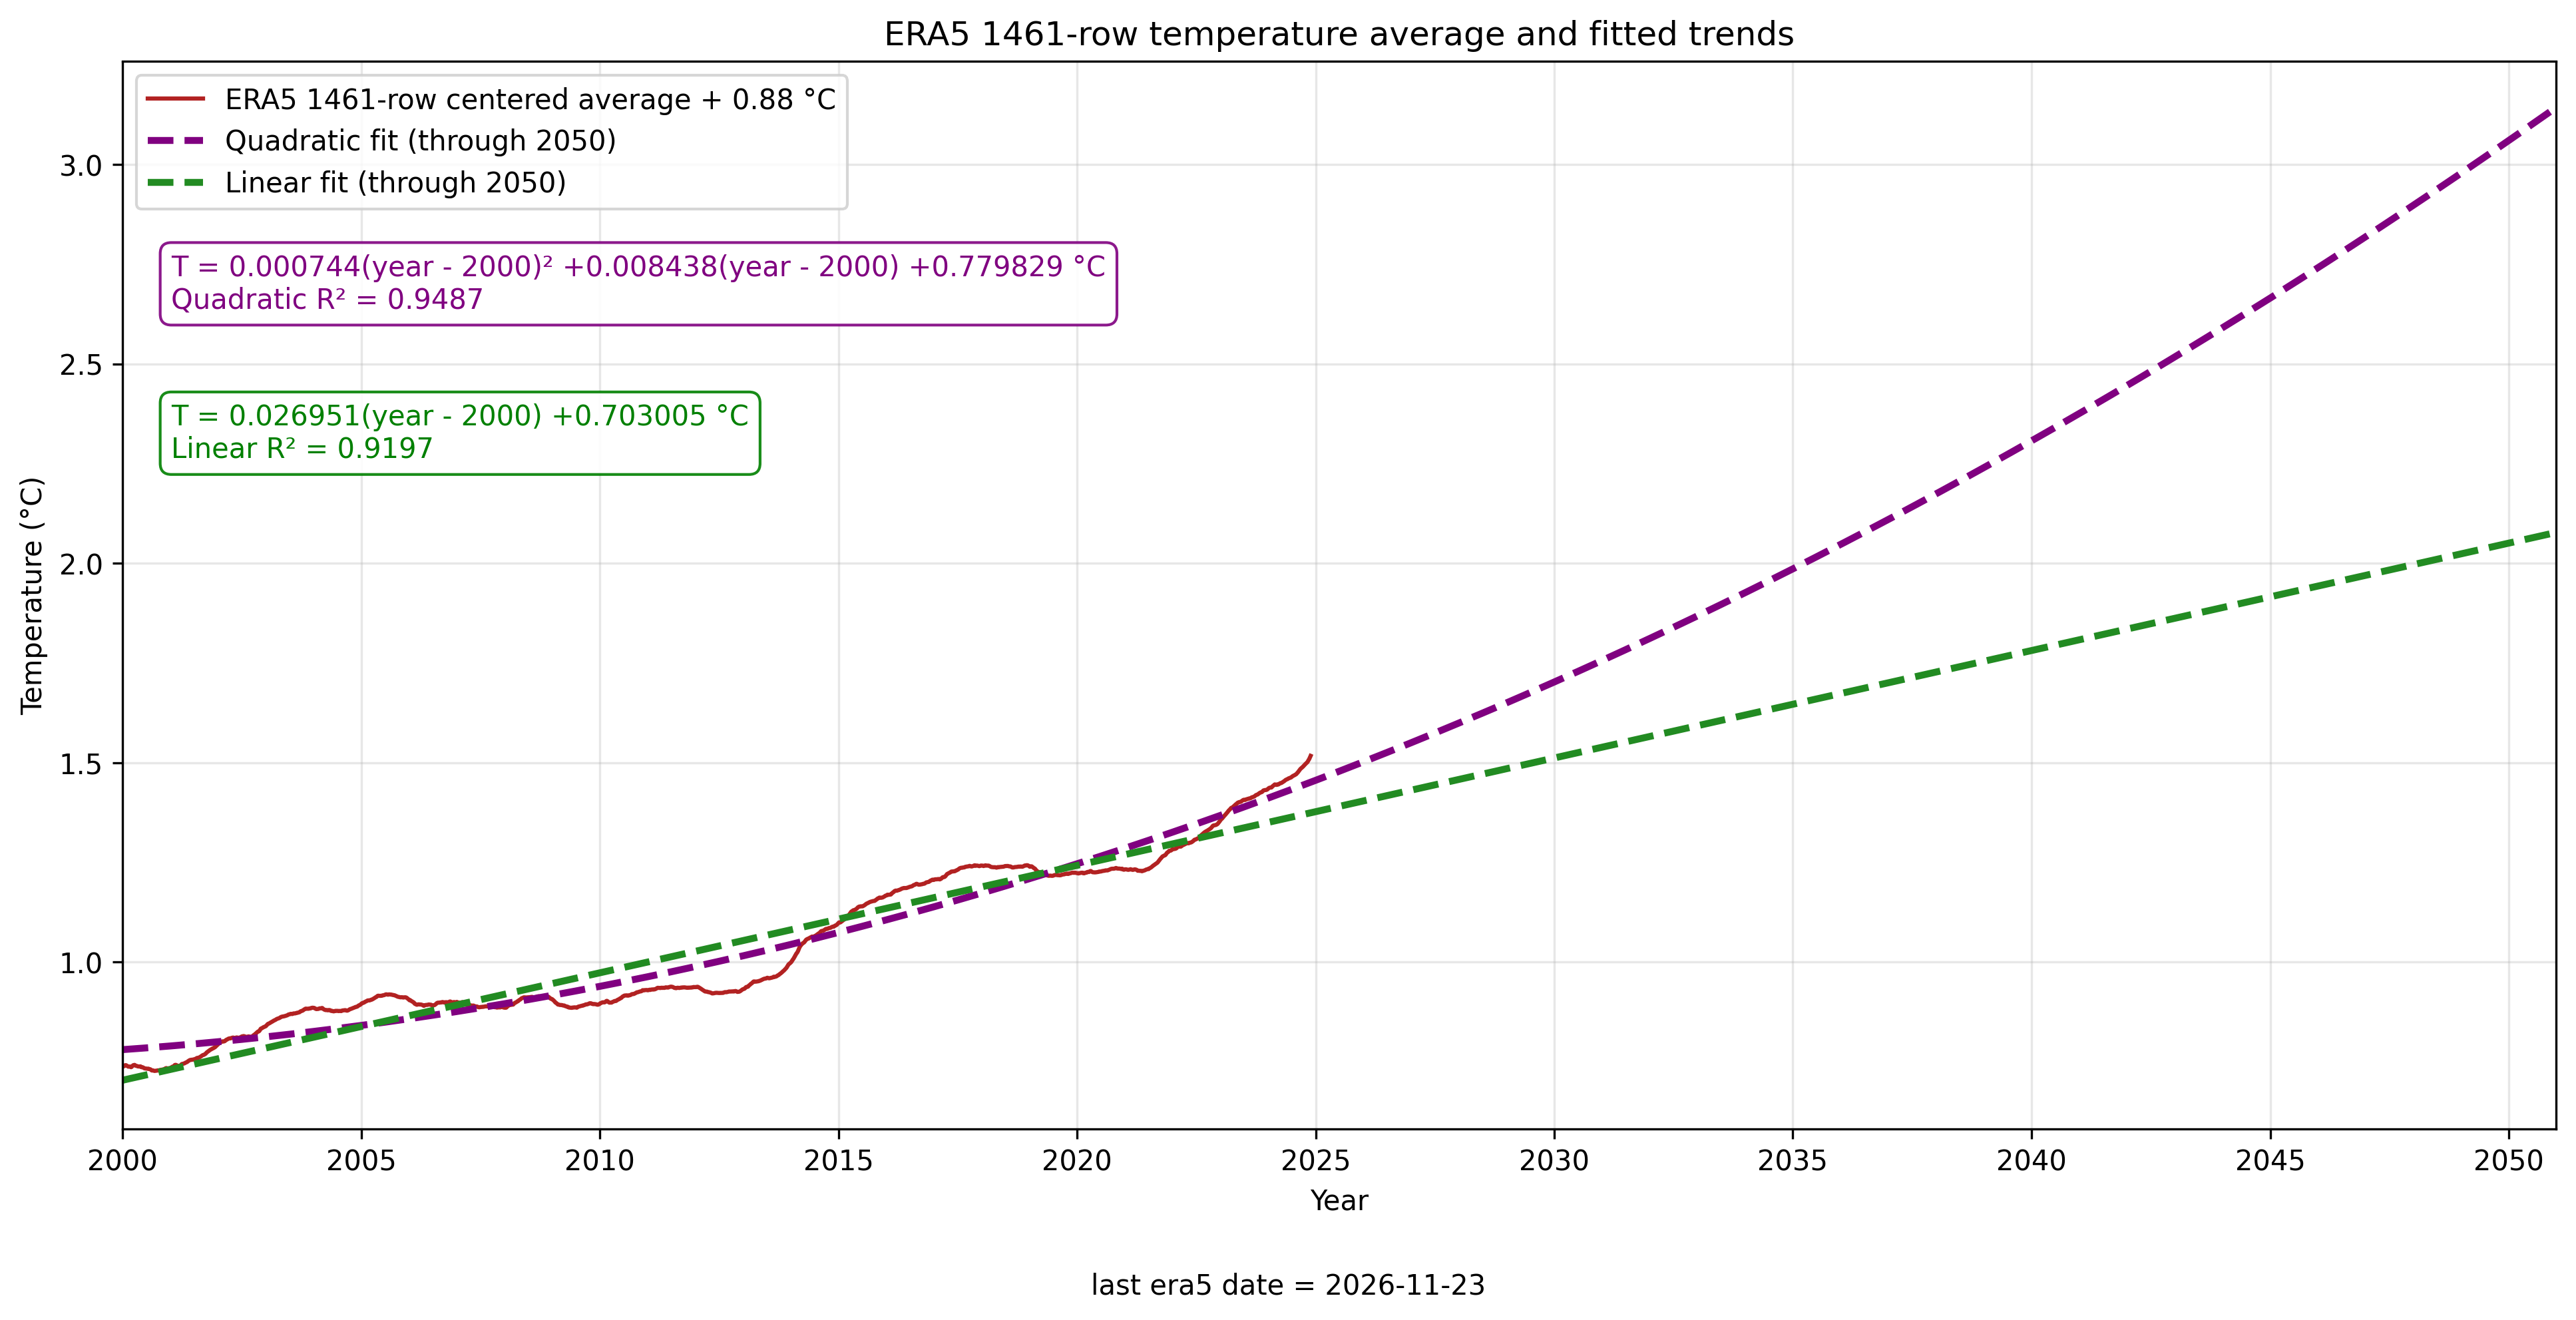 ERA5 1461-row temperature average and fitted trends
ERA5 1461-row centered average + 0.88 °C
Quadratic fit (through 2050)
Linear fit (through 2050)
T = 0.000744(year - 2000)² +0.008438(year - 2000) +0.779829 °C
Quadratic R² = 0.9487
T = 0.026951(year - 2000) +0.703005 °C
Linear R² = 0.9197
Temperature (°C)
3.0
2.5
2.0
1.5
1.0
2000 2005 2010 2015 2020 2025 2030 2035 2040 2045 2050
Year
last era5 date = 2026-11-23